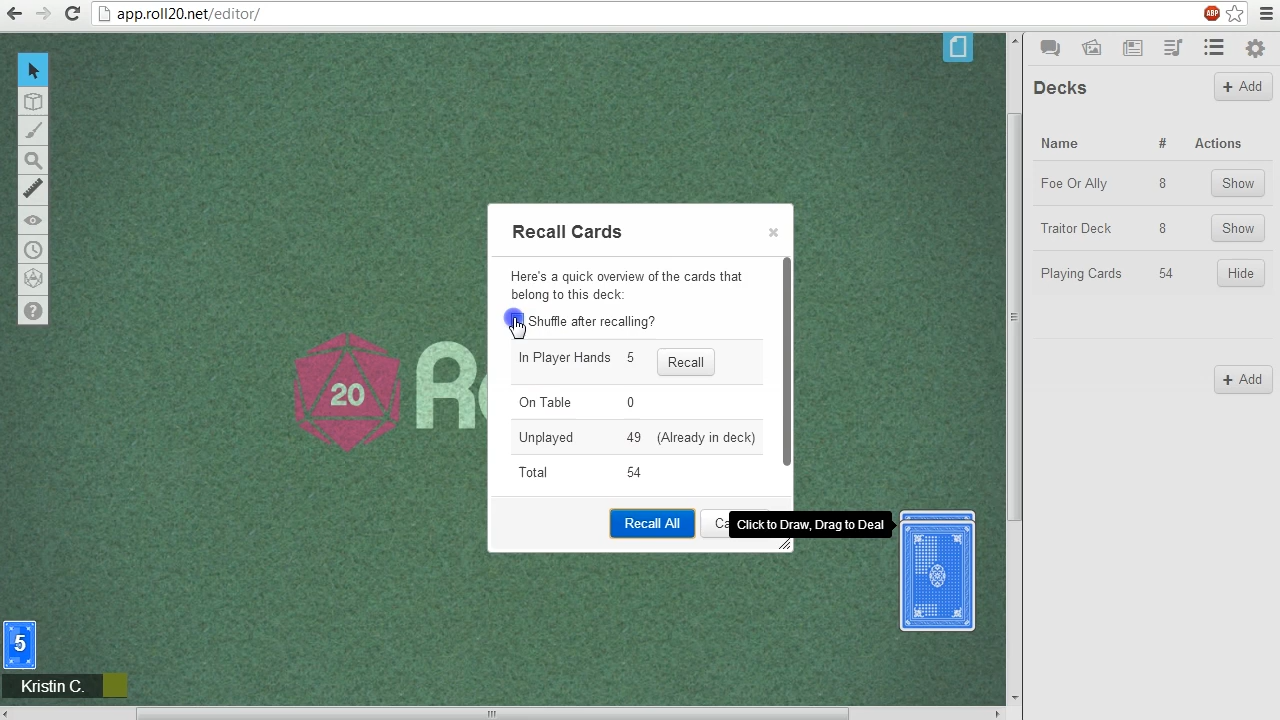 app.roll20.net/editor/
ABP
Decks
+ Add
Name # Actions
Foe Or Ally 8 Show
Traitor Deck 8 Show
Playing Cards 54 Hide
+ Add
Recall Cards ×
Here's a quick overview of the cards that
belong to this deck:
Shuffle after recalling?
In Player Hands 5 Recall
On Table 0
Unplayed 49 (Already in deck)
Total 54
Recall All
Click to Draw, Drag to Deal
20
5
Kristin C.